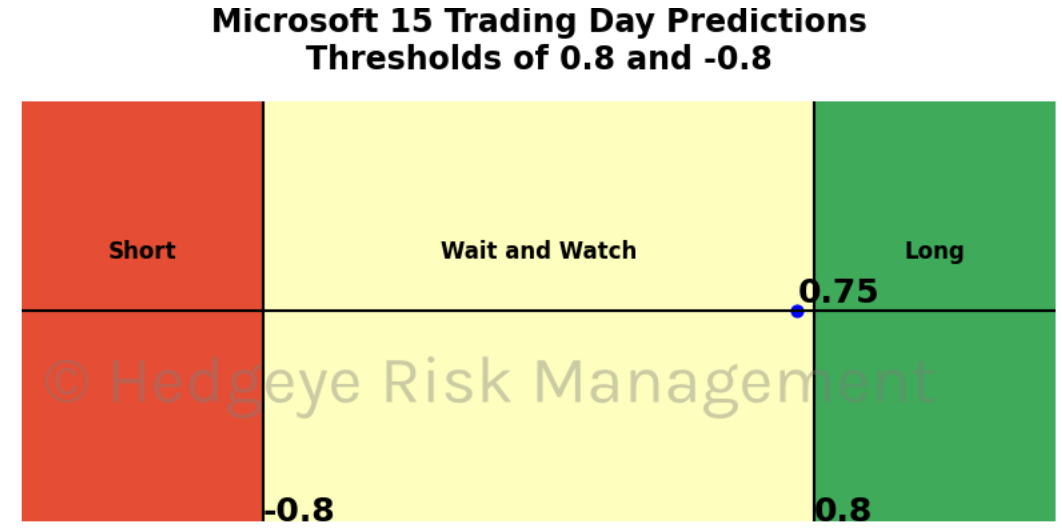 Microsoft 15 Trading Day Predictions
Thresholds of 0.8 and -0.8
Short
Wait and Watch
Long
0.75
© Hedgeye Risk Management
-0.8
0.8